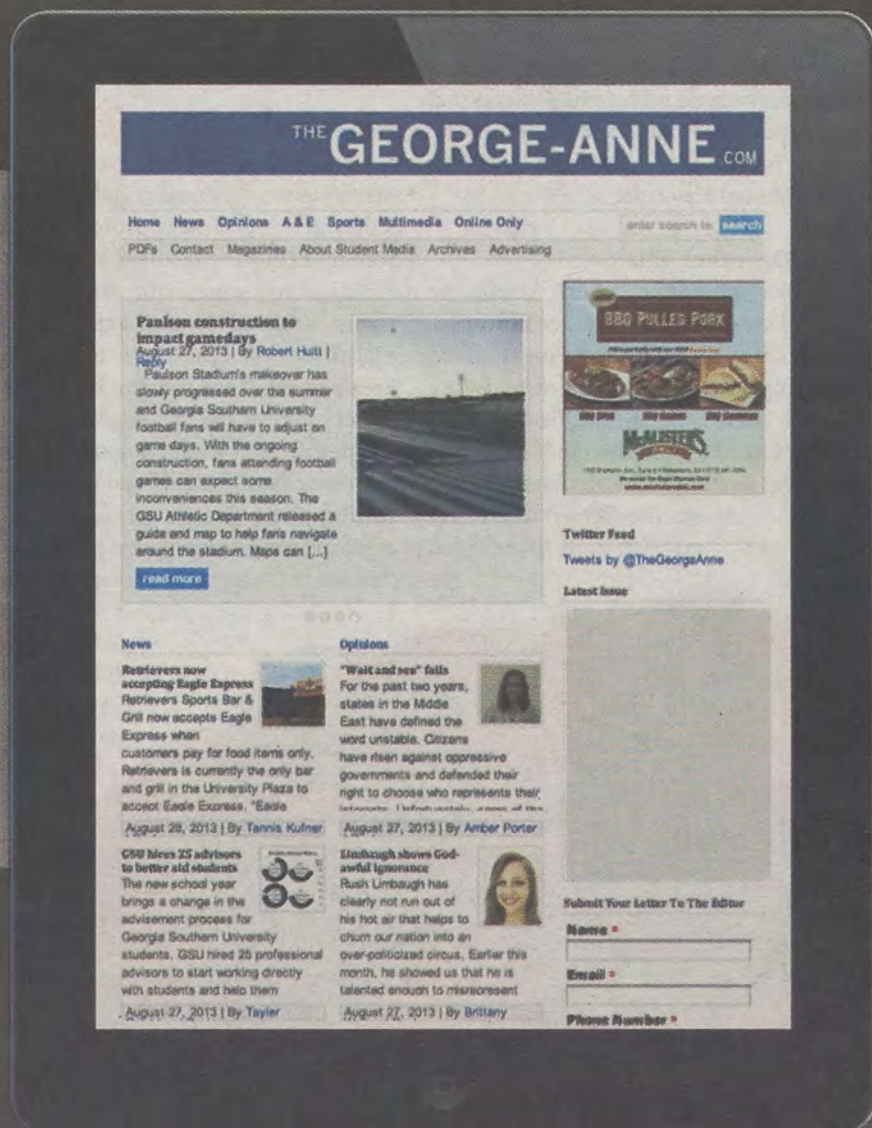 THE GEORGE-ANNE .COM
Home News Opinions A & E Sports Multimedia Online Only
enter search te search
PDFs Contact Magazines About Student Media Archives Advertising
Paulson construction to
impact gamedays
August 27, 2013 | By Robert Huitt |
Reply
Paulson Stadium's makeover has
slowly progressed over the summer
and Georgia Southern University
football fans will have to adjust on
game days. With the ongoing
construction, fans attending football
games can expect some
inconveniences this season. The
GSU Athletic Department released a
guide and map to help fans navigate
around the stadium. Maps can [...]
read more
BBQ PULLED PORK
McALISTER'S
DELI
Twitter Feed
Tweets by @TheGeorgeAnne
Latest Issue
News
Retrievers now
accepting Eagle Express
Retrievers Sports Bar &
Grill now accepts Eagle
Express when
customers pay for food items only.
Retrievers is currently the only bar
and grill in the University Plaza to
accept Eagle Express. "Eagle
August 28, 2013 | By Tannis Kufner
GSU hires 25 advisors
to better aid students
The new school year
brings a change in the
advisement process for
Georgia Southern University
students. GSU hired 25 professional
advisors to start working directly
with students and help them
August 27, 2013 | By Tayler
Opinions
"Wait and see" fails
For the past two years,
states in the Middle
East have defined the
word unstable. Citizens
have risen against oppressive
governments and defended their
right to choose who represents their
interests. Unfortunately, some of the
August 27, 2013 | By Amber Porter
Limbaugh shows God-
awful ignorance
Rush Limbaugh has
clearly not run out of
his hot air that helps to
churn our nation into an
over-politicized circus. Earlier this
month, he showed us that he is
talented enough to misrepresent
August 27, 2013 | By Brittany
Submit Your Letter To The Editor
Name *
Email *
Phone Number *